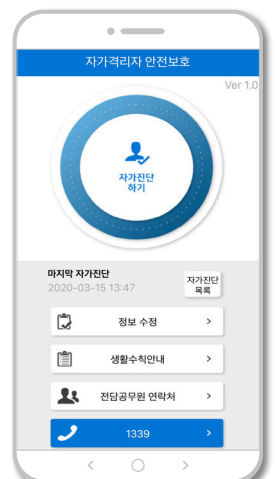 자가격리자 안전보호
Ver 1.0
자가진단
하기
마지막 자가진단
2020-03-15 13:47
자가진단
목록
정보 수정
생활수칙안내
전담공무원 연락처
1339